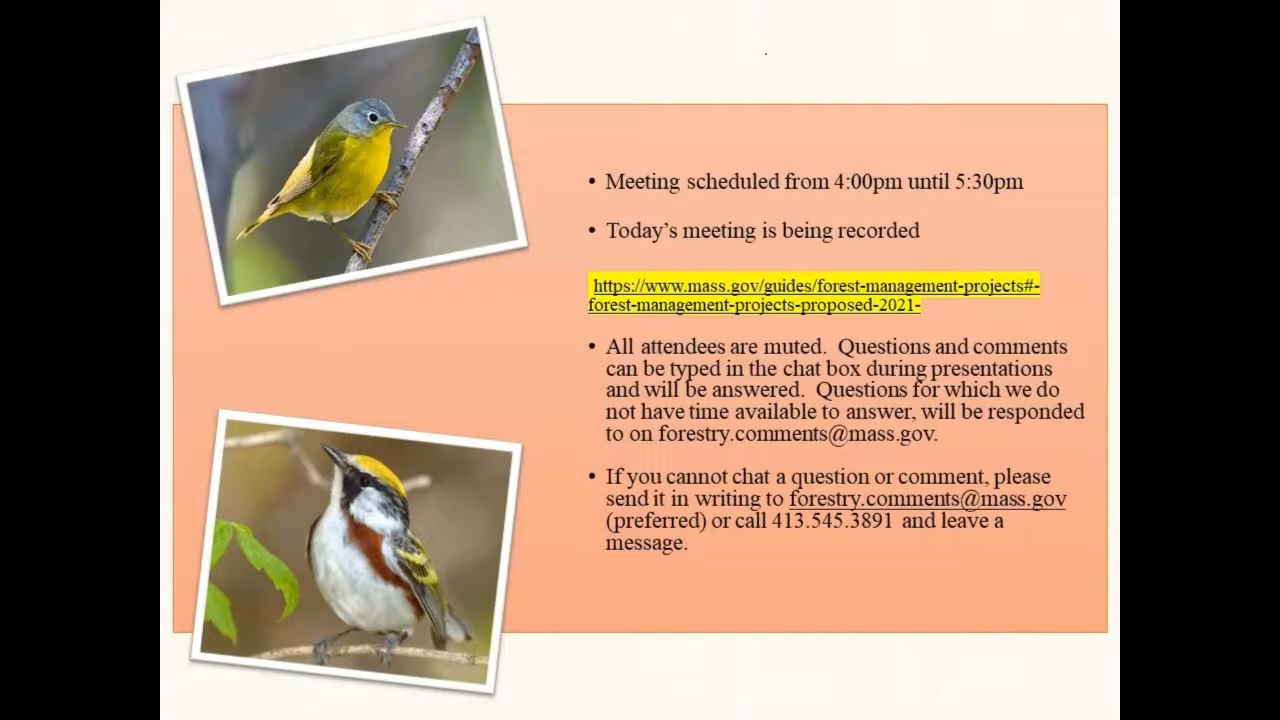 • Meeting scheduled from 4:00pm until 5:30pm
• Today's meeting is being recorded
https://www.mass.gov/guides/forest-management-projects#-
forest-management-projects-proposed-2021-
• All attendees are muted.  Questions and comments
can be typed in the chat box during presentations
and will be answered.  Questions for which we do
not have time available to answer, will be responded
to on forestry.comments@mass.gov.
• If you cannot chat a question or comment, please
send it in writing to forestry.comments@mass.gov
(preferred) or call 413.545.3891 and leave a
message.